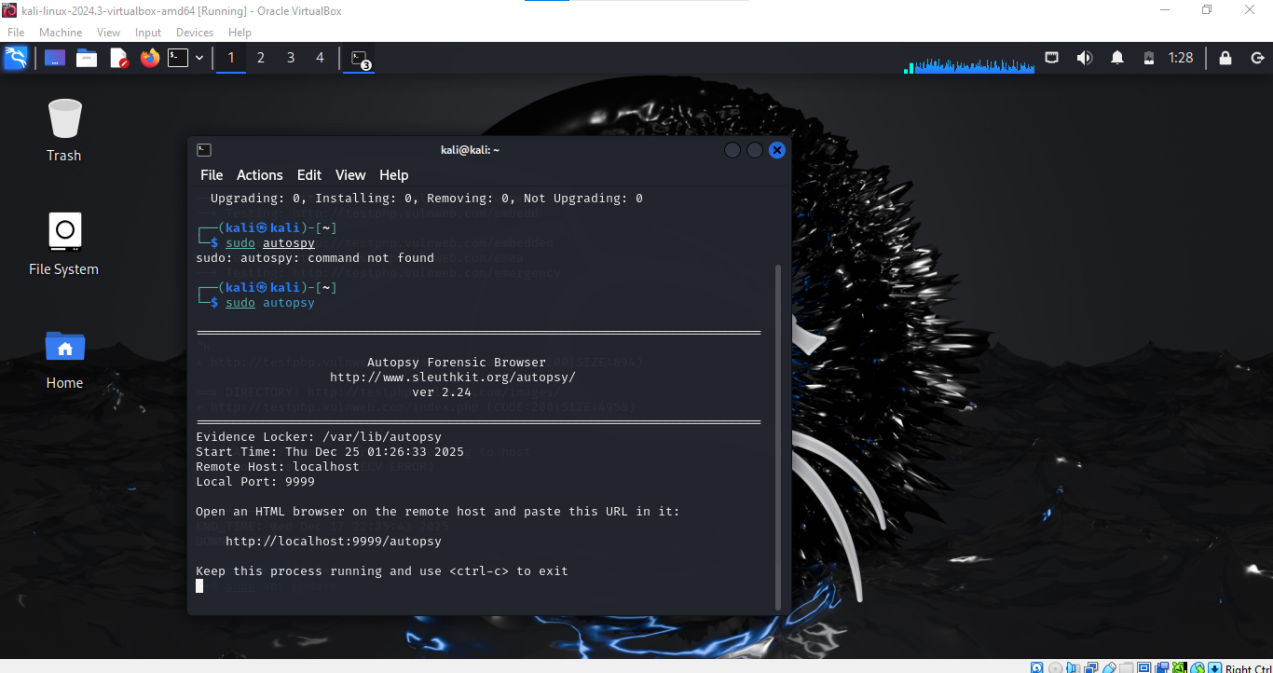 kali-linux-2024.3-virtualbox-amd64 [Running] - Oracle VirtualBox
File Machine View Input Devices Help
1 2 3 4 3 1:28
Trash
File System
Home
kali@kali: ~
File Actions Edit View Help
Upgrading: 0, Installing: 0, Removing: 0, Not Upgrading: 0
┌──(kali㉿kali)-[~]
└─$ sudo autospy
sudo: autospy: command not found
┌──(kali㉿kali)-[~]
└─$ sudo autopsy
Autopsy Forensic Browser
http://www.sleuthkit.org/autopsy/
ver 2.24
Evidence Locker: /var/lib/autopsy
Start Time: Thu Dec 25 01:26:33 2025
Remote Host: localhost
Local Port: 9999
Open an HTML browser on the remote host and paste this URL in it:
http://localhost:9999/autopsy
Keep this process running and use <ctrl-c> to exit
Right Ctrl